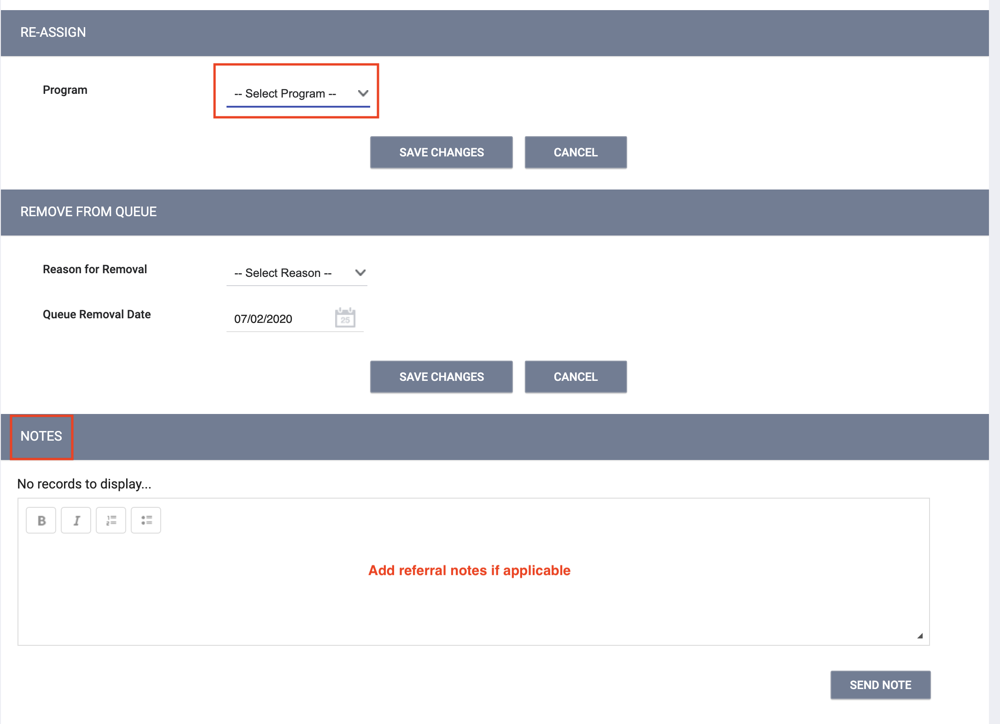 RE-ASSIGN
Program
-- Select Program --
SAVE CHANGES
CANCEL
REMOVE FROM QUEUE
Reason for Removal
-- Select Reason --
Queue Removal Date
07/02/2020
25
SAVE CHANGES
CANCEL
NOTES
No records to display...
B
I
1
2
Add referral notes if applicable
SEND NOTE